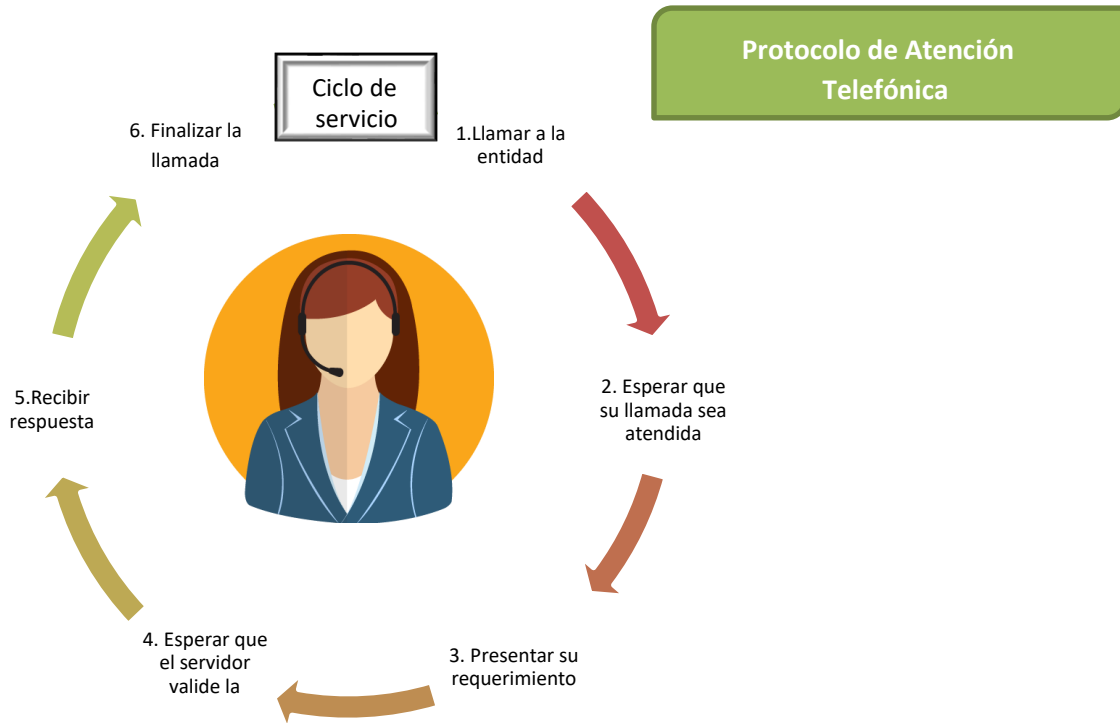 Protocolo de Atención
Telefónica
Ciclo de
servicio
1.Llamar a la
entidad
2. Esperar que
su llamada sea
atendida
3. Presentar su
requerimiento
4. Esperar que
el servidor
valide la
5.Recibir
respuesta
6. Finalizar la
llamada